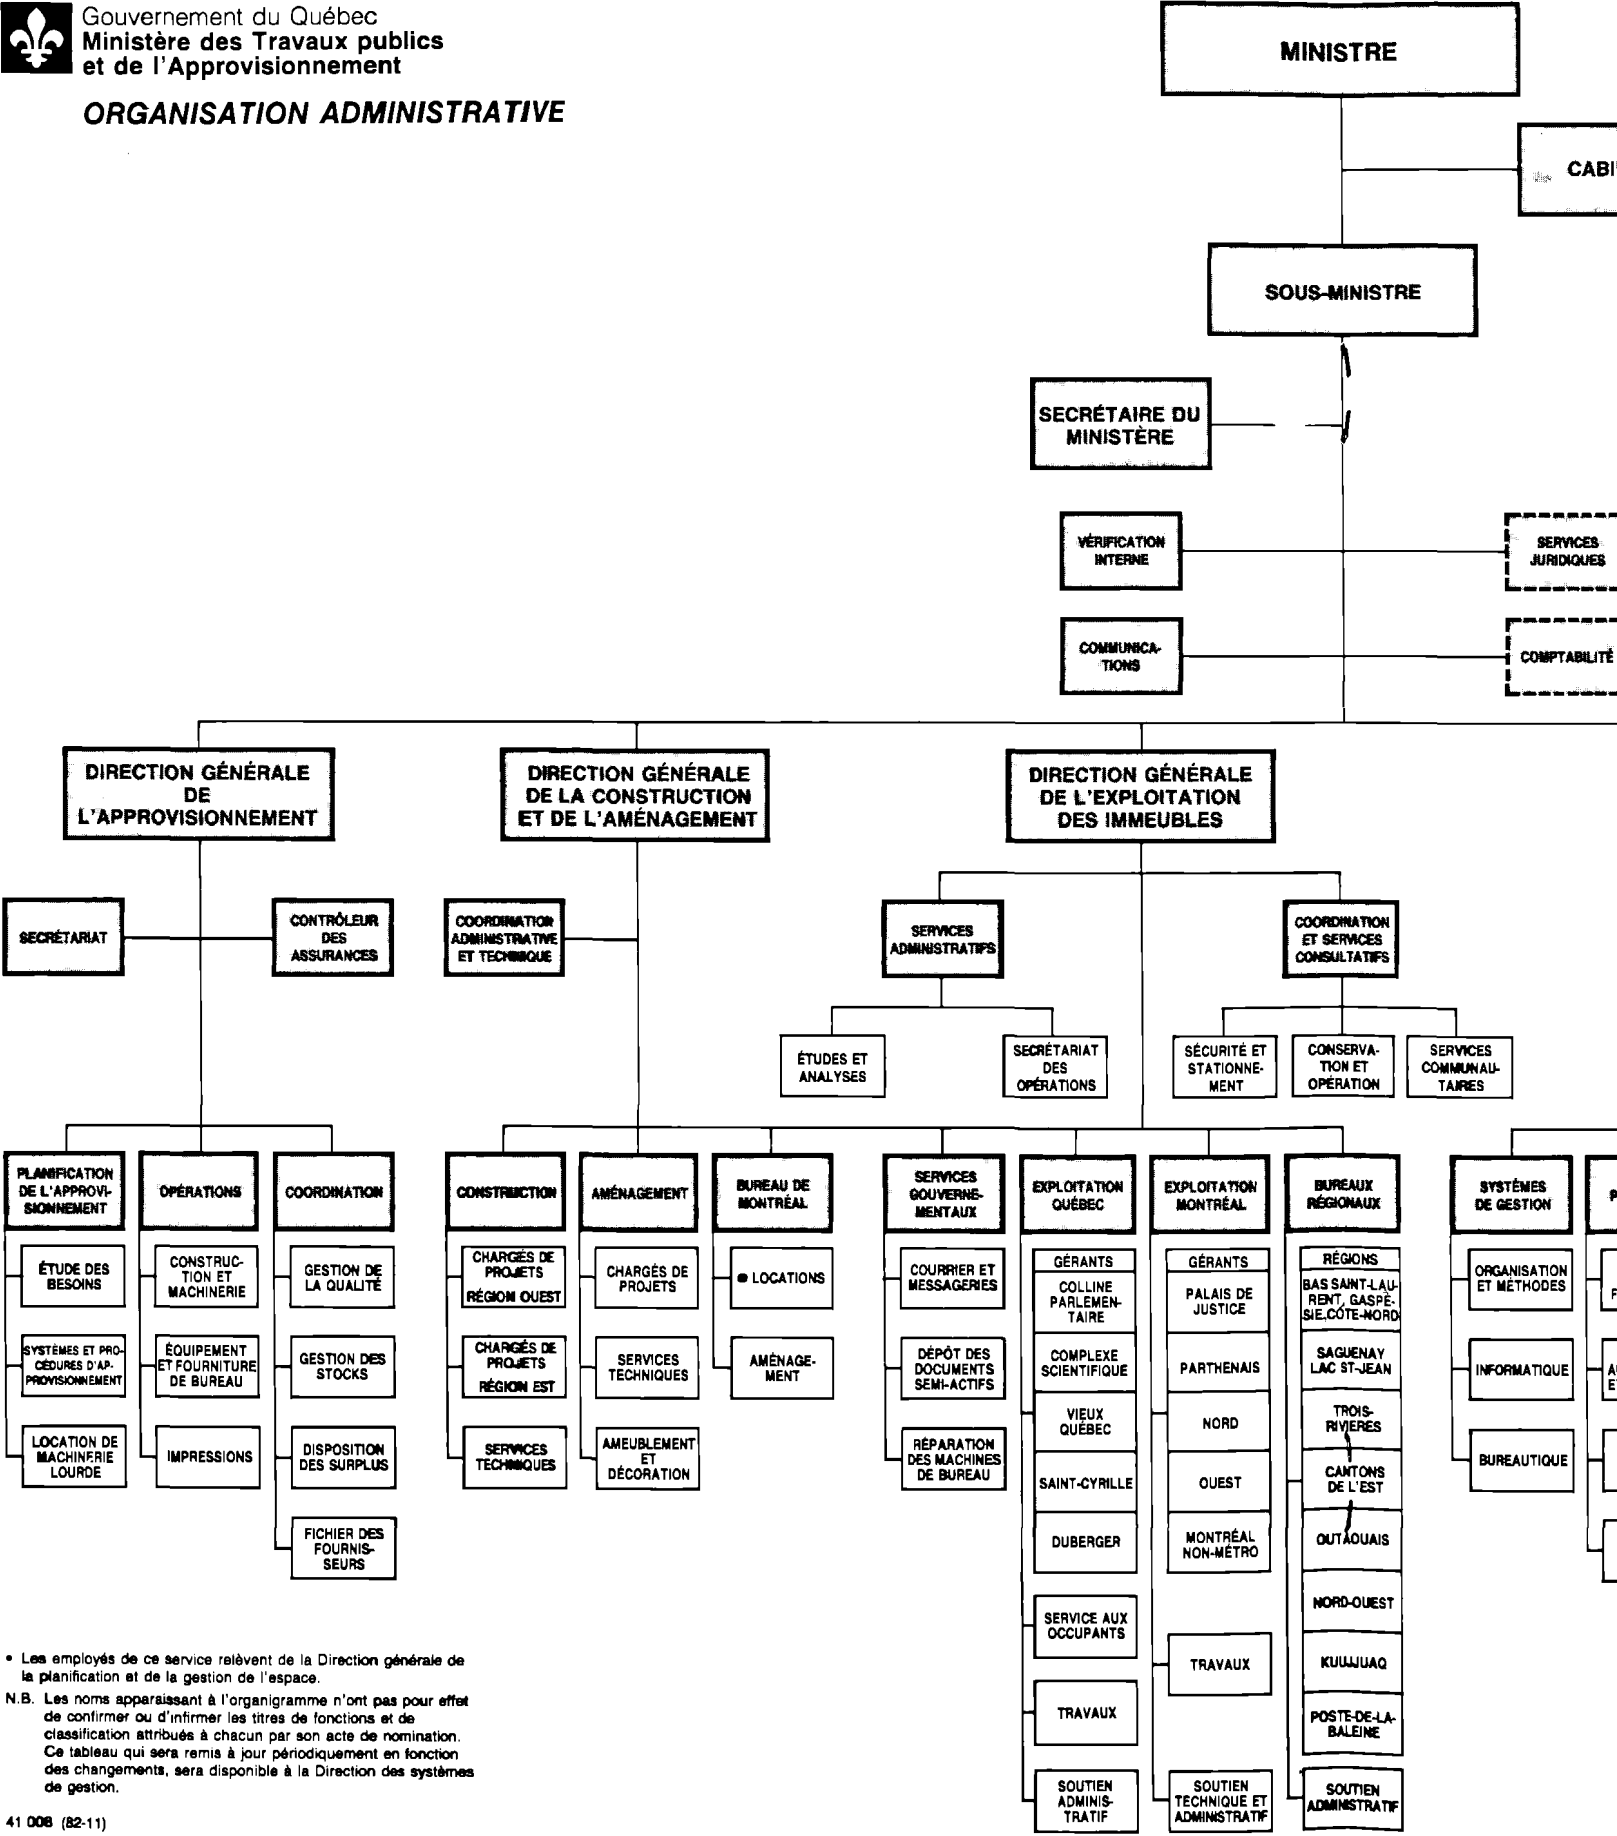 Gouvernement du Québec
Ministère des Travaux publics
et de l'Approvisionnement
ORGANISATION ADMINISTRATIVE
MINISTRE
SOUS-MINISTRE
SECRÉTAIRE DU
MINISTÈRE
VÉRIFICATION
INTERNE
SERVICES
JURIDIQUES
COMMUNICA-
TIONS
COMPTABILITÉ
DIRECTION GÉNÉRALE
DE
L'APPROVISIONNEMENT
DIRECTION GÉNÉRALE
DE LA CONSTRUCTION
ET DE L'AMÉNAGEMENT
DIRECTION GÉNÉRALE
DE L'EXPLOITATION
DES IMMEUBLES
SECRÉTARIAT
CONTRÔLEUR
DES
ASSURANCES
COORDINATION
ADMINISTRATIVE
ET TECHNIQUE
SERVICES
ADMINISTRATIFS
COORDINATION
ET SERVICES
CONSULTATIFS
ÉTUDES ET
ANALYSES
SECRÉTARIAT
DES
OPÉRATIONS
SÉCURITÉ ET
STATIONNE-
MENT
CONSERVA-
TION ET
OPÉRATION
SERVICES
COMMUNAU-
TAIRES
PLANIFICATION
DE L'APPROVI-
SIONNEMENT
ÉTUDE DES
BESOINS
SYSTÈMES ET PRO-
CÉDURES D'AP-
PROVISIONNEMENT
LOCATION DE
MACHINERIE
LOURDE
OPÉRATIONS
CONSTRUC-
TION ET
MACHINERIE
ÉQUIPEMENT
ET FOURNITURE
DE BUREAU
IMPRESSIONS
COORDINATION
GESTION DE
LA QUALITÉ
GESTION DES
STOCKS
DISPOSITION
DES SURPLUS
FICHIER DES
FOURNIS-
SEURS
CONSTRUCTION
CHARGÉS DE
PROJETS
RÉGION OUEST
CHARGÉS DE
PROJETS
RÉGION EST
SERVICES
TECHNIQUES
AMÉNAGEMENT
CHARGÉS DE
PROJETS
SERVICES
TECHNIQUES
AMEUBLEMENT
ET
DÉCORATION
BUREAU DE
MONTRÉAL
• LOCATIONS
AMÉNAGE-
MENT
SERVICES
GOUVERNE-
MENTAUX
COURRIER ET
MESSAGERIES
DÉPÔT DES
DOCUMENTS
SEMI-ACTIFS
RÉPARATION
DES MACHINES
DE BUREAU
EXPLOITATION
QUÉBEC
GÉRANTS
COLLINE
PARLEMEN-
TAIRE
COMPLEXE
SCIENTIFIQUE
VIEUX
QUÉBEC
SAINT-CYRILLE
DUBERGER
SERVICE AUX
OCCUPANTS
TRAVAUX
SOUTIEN
ADMINIS-
TRATIF
EXPLOITATION
MONTRÉAL
GÉRANTS
PALAIS DE
JUSTICE
PARTHENAIS
NORD
OUEST
MONTRÉAL
NON-MÉTRO
TRAVAUX
SOUTIEN
TECHNIQUE ET
ADMINISTRATIF
BUREAUX
RÉGIONAUX
RÉGIONS
BAS SAINT-LAU-
RENT, GASPÉ-
SIE, CÔTE-NORD
SAGUENAY
LAC ST-JEAN
TROIS-
RIVIÈRES
CANTONS
DE L'EST
OUTAOUAIS
NORD-OUEST
KUUJJUAQ
POSTE-DE-LA-
BALEINE
SOUTIEN
ADMINISTRATIF
SYSTÈMES
DE GESTION
ORGANISATION
ET MÉTHODES
INFORMATIQUE
BUREAUTIQUE
• Les employés de ce service relèvent de la Direction générale de
la planification et de la gestion de l'espace.
N.B. Les noms apparaissant à l'organigramme n'ont pas pour effet
de confirmer ou d'infirmer les titres de fonctions et de
classification attribués à chacun par son acte de nomination.
Ce tableau qui sera remis à jour périodiquement en fonction
des changements, sera disponible à la Direction des systèmes
de gestion.
41 008 (82-11)